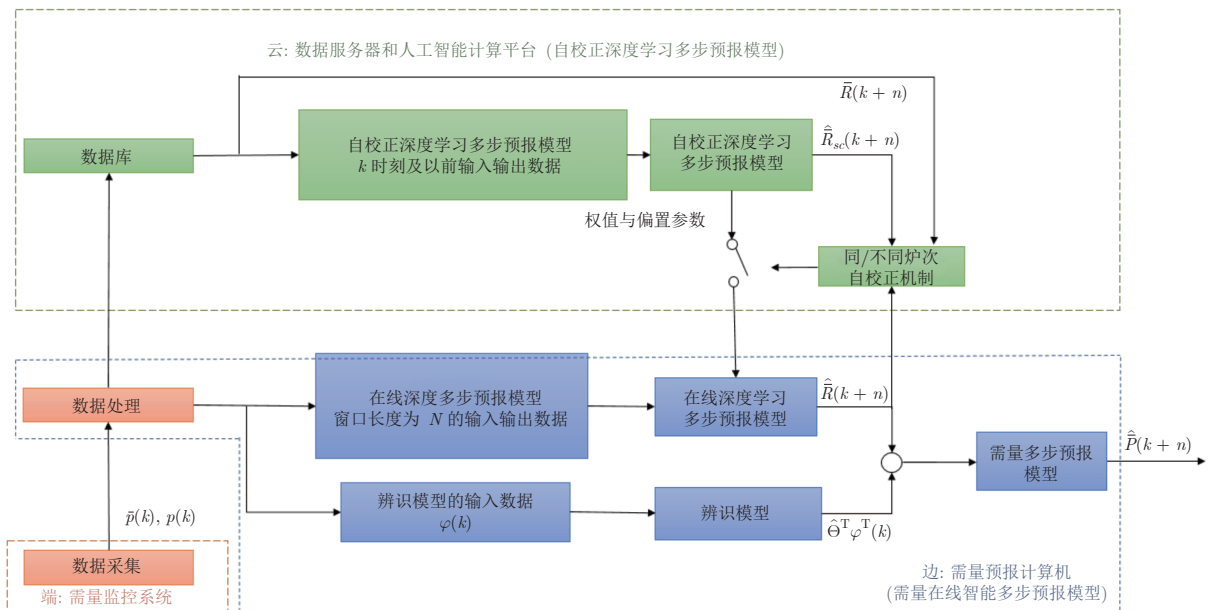 云: 数据服务器和人工智能计算平台 (自校正深度学习多步预报模型)
R̄(k + n)
数据库
自校正深度学习多步预报模型
k 时刻及以前输入输出数据
自校正深度学习
多步预报模型
R̄̂_{sc}(k + n)
权值与偏置参数
同/不同炉次
自校正机制
数据处理
在线深度多步预报模型
窗口长度为 N 的输入输出数据
在线深度学习
多步预报模型
R̄̂(k + n)
需量多步预报
模型
P̄̂(k + n)
辨识模型的输入数据
φ(k)
辨识模型
Θ̂^Tφ^T(k)
p̄(k), p(k)
数据采集
端: 需量监控系统
边: 需量预报计算机
(需量在线智能多步预报模型)